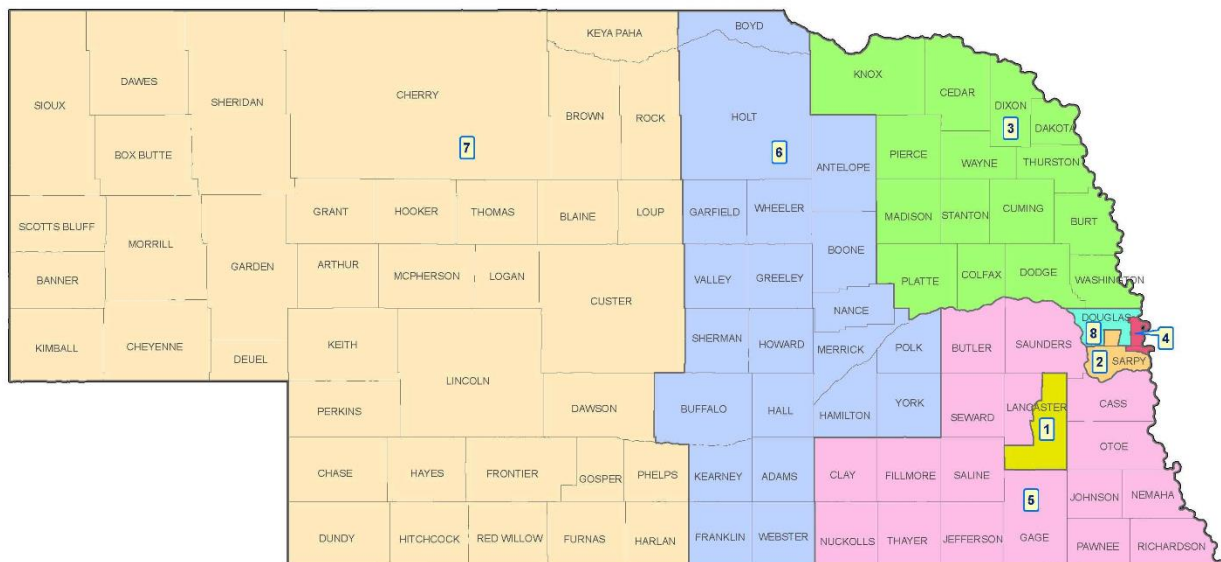 KEYA PAHA
BOYD
SIOUX
DAWES
SHERIDAN
CHERRY
BROWN
ROCK
HOLT
KNOX
CEDAR
DIXON
DAKOTA
7
6
3
BOX BUTTE
ANTELOPE
PIERCE
WAYNE
THURSTON
SCOTTS BLUFF
MORRILL
GARDEN
GRANT
HOOKER
THOMAS
BLAINE
LOUP
GARFIELD
WHEELER
MADISON
STANTON
CUMING
BURT
BANNER
ARTHUR
MCPHERSON
LOGAN
CUSTER
VALLEY
GREELEY
BOONE
PLATTE
COLFAX
DODGE
WASHINGTON
KIMBALL
CHEYENNE
DEUEL
KEITH
LINCOLN
SHERMAN
HOWARD
NANCE
MERRICK
POLK
BUTLER
SAUNDERS
DOUGLAS
8
4
2
SARPY
PERKINS
DAWSON
BUFFALO
HALL
HAMILTON
YORK
SEWARD
LANCASTER
1
CASS
OTOE
CHASE
HAYES
FRONTIER
GOSPER
PHELPS
KEARNEY
ADAMS
CLAY
FILLMORE
SALINE
5
JOHNSON
NEMAHA
DUNDY
HITCHCOCK
RED WILLOW
FURNAS
HARLAN
FRANKLIN
WEBSTER
NUCKOLLS
THAYER
JEFFERSON
GAGE
PAWNEE
RICHARDSON